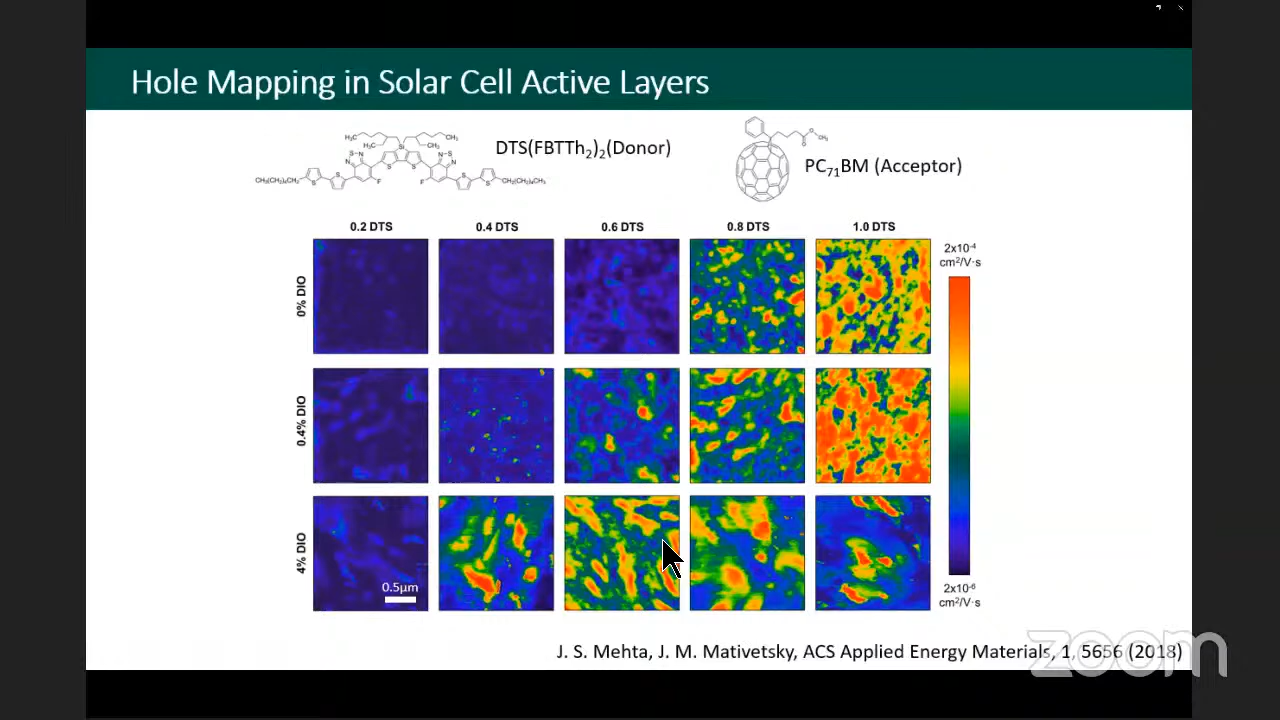 Hole Mapping in Solar Cell Active Layers
DTS(FBTTh₂)₂(Donor)
PC₇₁BM (Acceptor)
0.2 DTS
0.4 DTS
0.6 DTS
0.8 DTS
1.0 DTS
0% DIO
0.4% DIO
4% DIO
2x10⁻⁴
cm²/V·s
0.5µm
2x10⁻⁶
cm²/V·s
J. S. Mehta, J. M. Mativetsky, ACS Applied Energy Materials, 1, 5656 (2018)
zoom